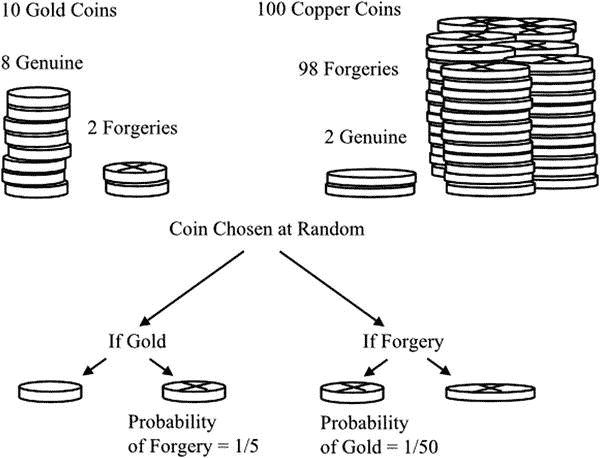 10 Gold Coins
100 Copper Coins
8 Genuine
98 Forgeries
2 Forgeries
2 Genuine
Coin Chosen at Random
If Gold
If Forgery
Probability
of Forgery = 1/5
Probability
of Gold = 1/50